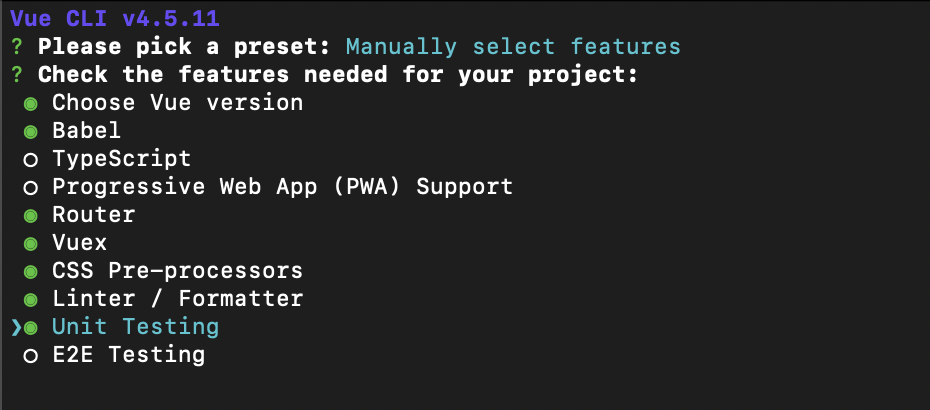 Vue CLI v4.5.11
? Please pick a preset: Manually select features
? Check the features needed for your project:
◉ Choose Vue version
◉ Babel
◯ TypeScript
◯ Progressive Web App (PWA) Support
◉ Router
◉ Vuex
◉ CSS Pre-processors
◉ Linter / Formatter
❯◉ Unit Testing
◯ E2E Testing